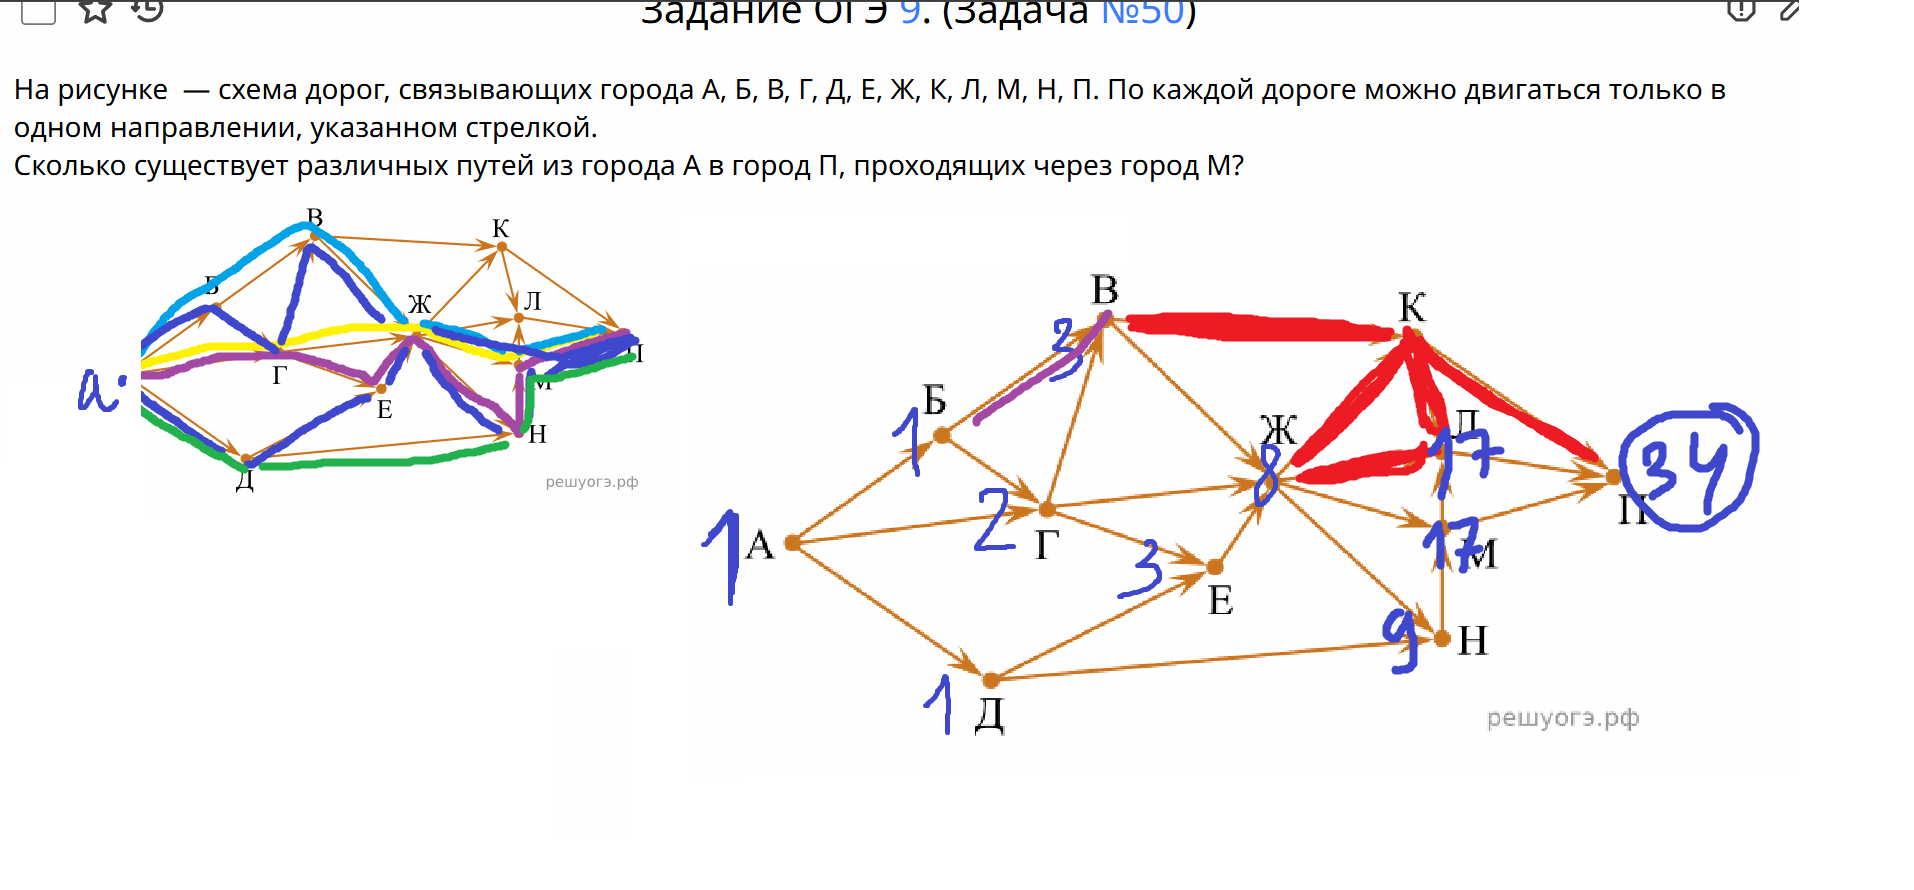 Задание ОГЭ 9. (Задача №50)
На рисунке — схема дорог, связывающих города А, Б, В, Г, Д, Е, Ж, К, Л, М, Н, П. По каждой дороге можно двигаться только в
одном направлении, указанном стрелкой.
Сколько существует различных путей из города А в город П, проходящих через город М?
В
К
Б
Ж
Л
П
Г
М
а
Е
Н
Д
решуогэ.рф
В
К
3
Б
1
Ж
Л
17
8
34
П
2
1
А
Г
3
17
М
Е
9
Н
1
Д
решуогэ.рф